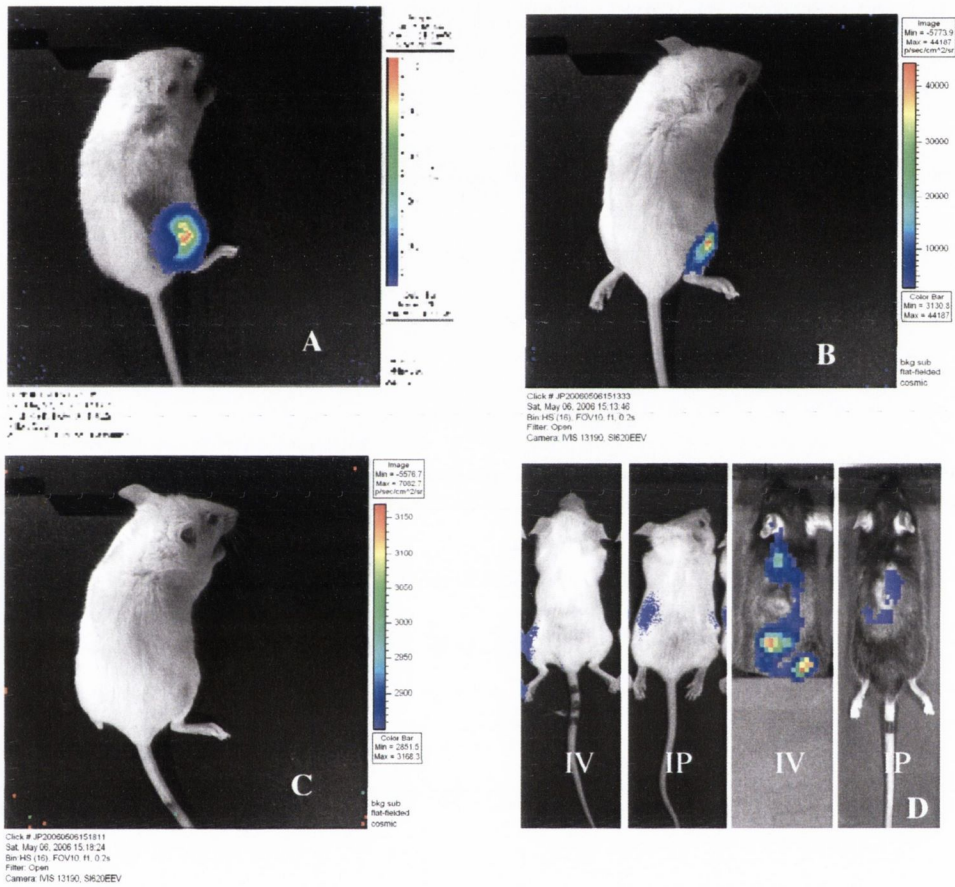 Image
Min = -5773.9
Max = 44187
p/sec/cm^2/sr
40000
30000
20000
10000
Color Bar
Min = 3130.8
Max = 44187
bkg sub
flat-fielded
cosmic
A
B
Click # JP20060506151333
Sat, May 06, 2006 15:13:46
Bin:HS (16), FOV10, f1, 0.2s
Filter: Open
Camera: IVIS 13190, SI620EEV
Image
Min = -5576.7
Max = 7082.7
p/sec/cm^2/sr
3150
3100
3050
3000
2950
2900
Color Bar
Min = 2851.5
Max = 3168.3
bkg sub
flat-fielded
cosmic
C
IV
IP
IV
IP
D
Click # JP20060506151811
Sat, May 06, 2006 15:18:24
Bin:HS (16), FOV10, f1, 0.2s
Filter: Open
Camera: IVIS 13190, SI620EEV